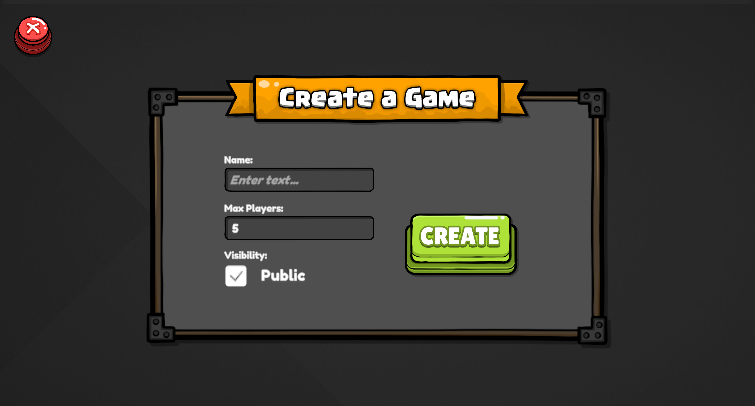 Create a Game
Name:
Enter text...
Max Players:
5
CREATE
Visibility:
Public